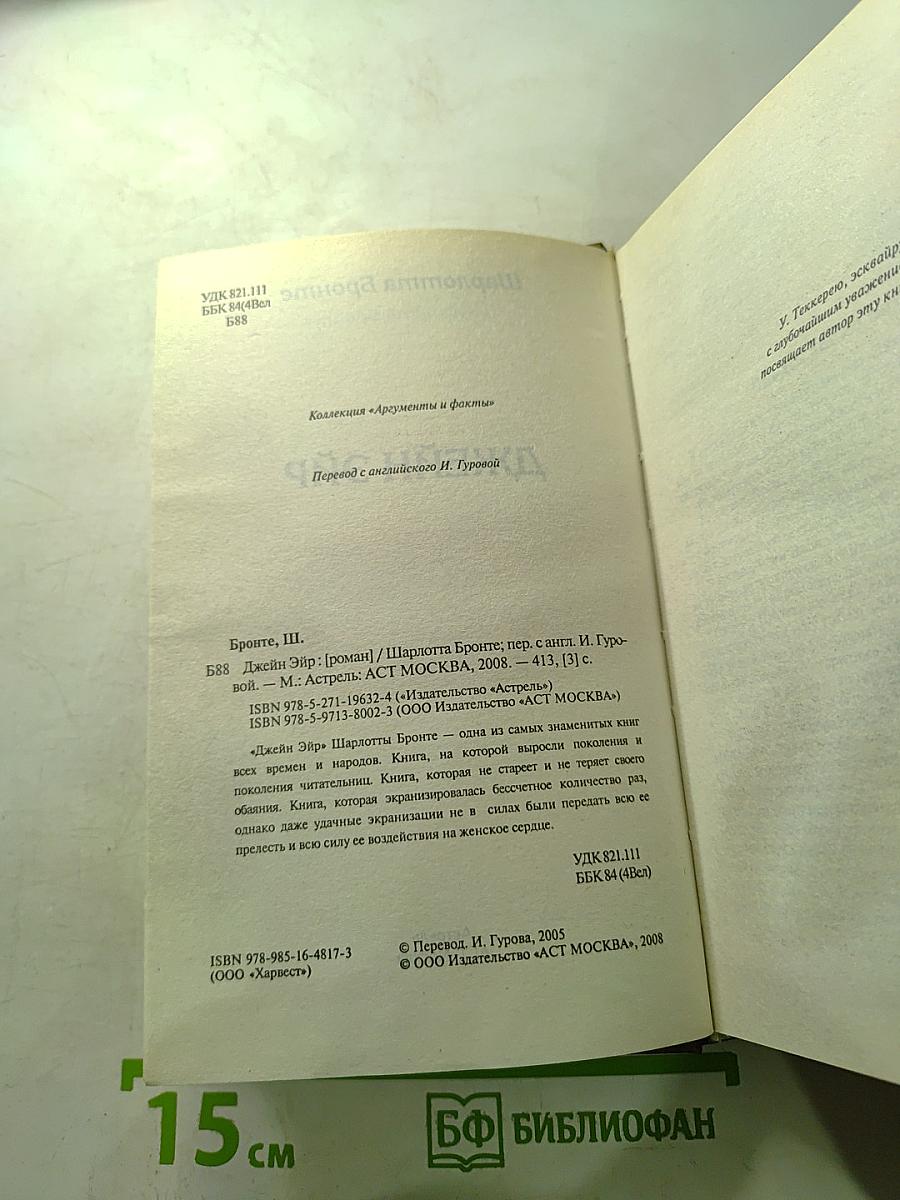 УДК 821.111
ББК 84(4Вел
Б88
Коллекция «Аргументы и факты»
Перевод с английского И. Гуровой
Бронте, Ш.
Б88 Джейн Эйр : [роман] / Шарлотта Бронте; пер. с англ. И. Гуро-
вой. — М.: Астрель: АСТ МОСКВА, 2008. — 413, [3] с.
ISBN 978-5-271-19632-4 («Издательство «Астрель»)
ISBN 978-5-9713-8002-3 (ООО Издательство «АСТ МОСКВА»)
«Джейн Эйр» Шарлотты Бронте — одна из самых знаменитых книг
всех времен и народов. Книга, на которой выросли поколения и
поколения читательниц. Книга, которая не стареет и не теряет своего
обаяния. Книга, которая экранизировалась бессчетное количество раз,
однако даже удачные экранизации не в силах были передать всю ее
прелесть и всю силу ее воздействия на женское сердце.
УДК 821.111
ББК 84 (4Вел)
ISBN 978-985-16-4817-3
(ООО «Харвест»)
© Перевод. И. Гурова, 2005
© ООО Издательство «АСТ МОСКВА», 2008
У. Теккерею, эсквайру
с глубочайшим уважение
посвящает автор эту кн
15 см
БФ БИБЛИОФАН